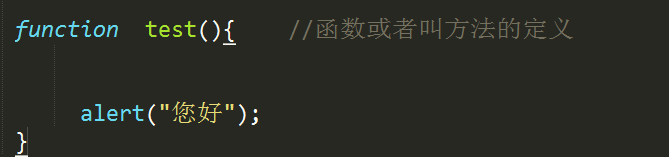 function  test(){    //函数或者叫方法的定义
alert("您好");
}